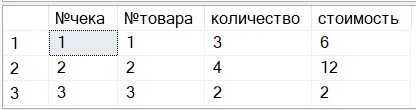 №чека №товара количество стоимость
1 1 1 3 6
2 2 2 4 12
3 3 3 2 2